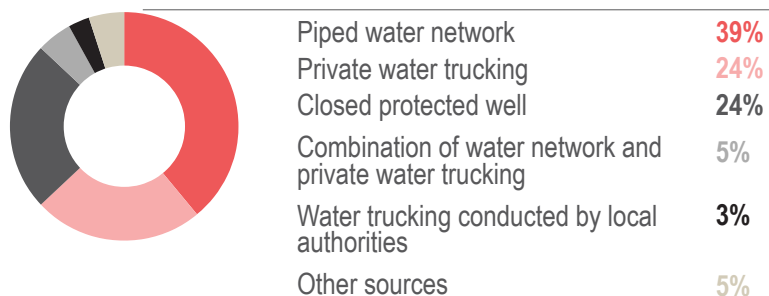 Piped water network 39%
Private water trucking 24%
Closed protected well 24%
Combination of water network and
private water trucking 5%
Water trucking conducted by local
authorities 3%
Other sources 5%